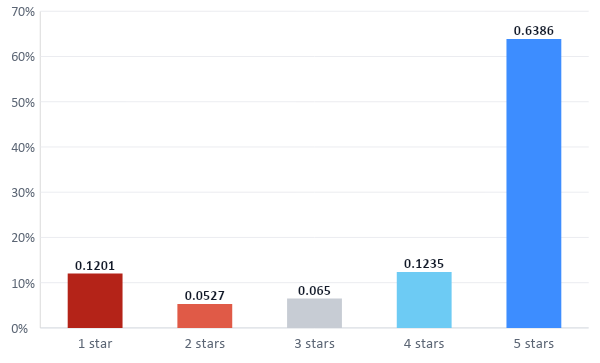 70%
0.6386
60%
50%
40%
30%
20%
0.1201
0.1235
10%
0.0527
0.065
0%
1 star
2 stars
3 stars
4 stars
5 stars